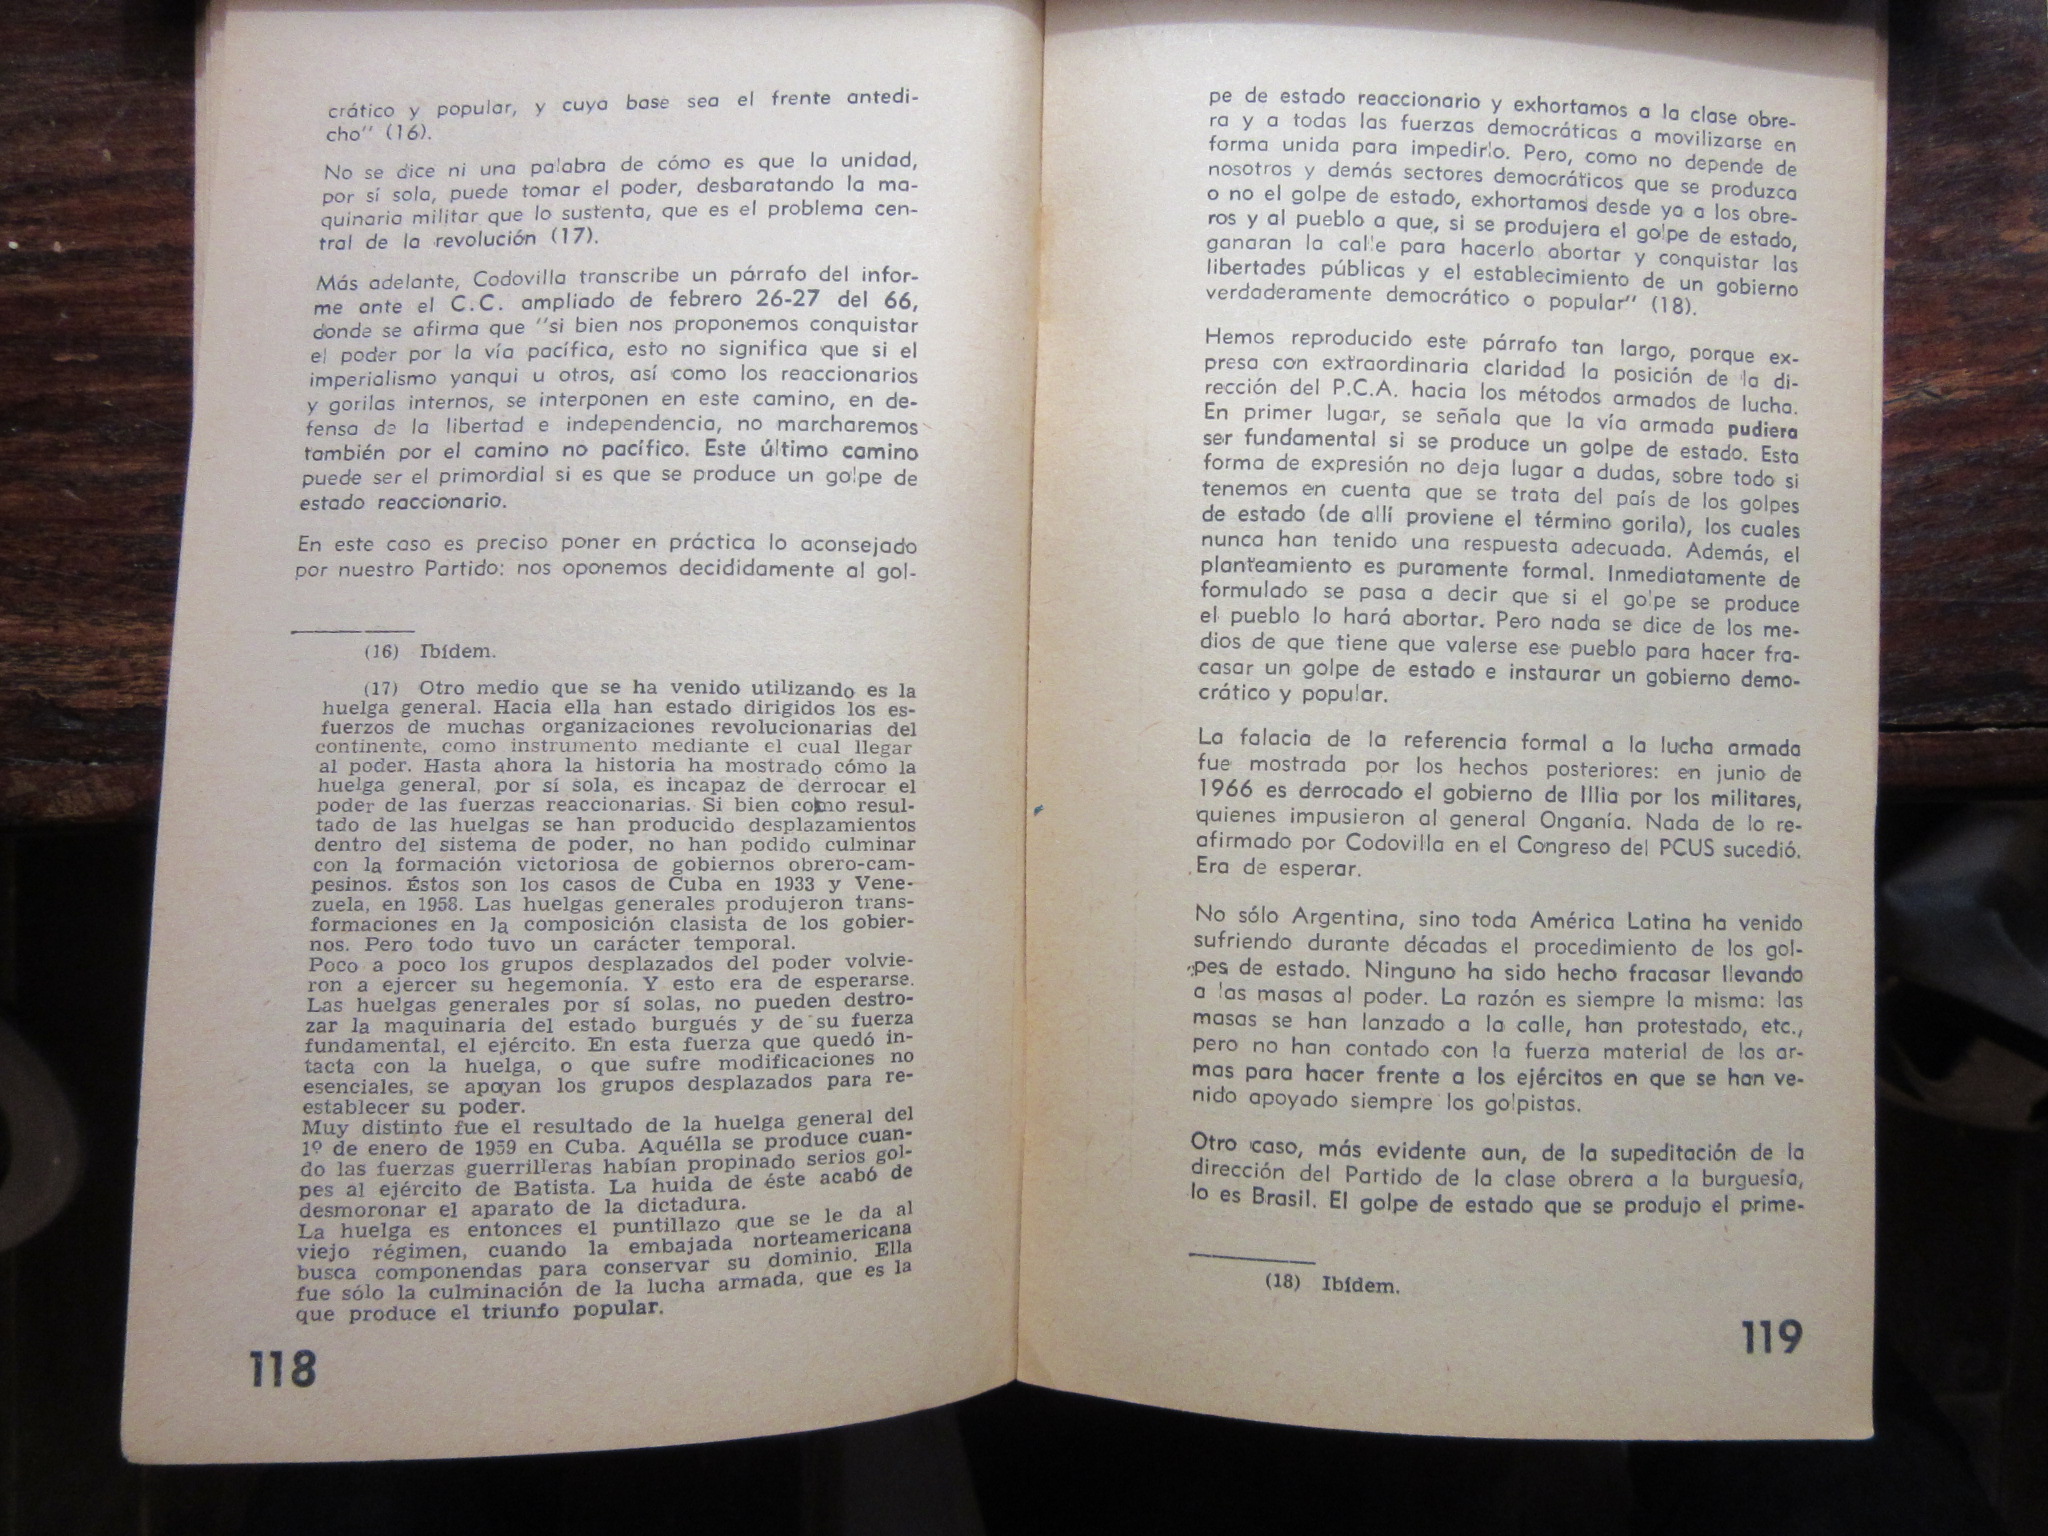 crático y popular, y cuya base sea el frente antedi-
cho" (16).
No se dice ni una palabra de cómo es que la unidad,
por sí sola, puede tomar el poder, desbaratando la ma-
quinaria militar que lo sustenta, que es el problema cen-
tral de la revolución (17).
Más adelante, Codovilla transcribe un párrafo del infor-
me ante el C.C. ampliado de febrero 26-27 del 66,
donde se afirma que "si bien nos proponemos conquistar
el poder por la vía pacífica, esto no significa que si el
imperialismo yanqui u otros, así como los reaccionarios
y gorilas internos, se interponen en este camino, en de-
fensa de la libertad e independencia, no marcharemos
también por el camino no pacífico. Este último camino
puede ser el primordial si es que se produce un golpe de
estado reaccionario.
En este caso es preciso poner en práctica lo aconsejado
por nuestro Partido: nos oponemos decididamente al gol-
(16) Ibídem.
(17) Otro medio que se ha venido utilizando es la
huelga general. Hacia ella han estado dirigidos los es-
fuerzos de muchas organizaciones revolucionarias del
continente, como instrumento mediante el cual llegar
al poder. Hasta ahora la historia ha mostrado cómo la
huelga general, por sí sola, es incapaz de derrocar el
poder de las fuerzas reaccionarias. Si bien como resul-
tado de las huelgas se han producido desplazamientos
dentro del sistema de poder, no han podido culminar
con la formación victoriosa de gobiernos obrero-cam-
pesinos. Éstos son los casos de Cuba en 1933 y Vene-
zuela, en 1958. Las huelgas generales produjeron trans-
formaciones en la composición clasista de los gobier-
nos. Pero todo tuvo un carácter temporal.
Poco a poco los grupos desplazados del poder volvie-
ron a ejercer su hegemonía. Y esto era de esperarse.
Las huelgas generales por sí solas, no pueden destro-
zar la maquinaria del estado burgués y de su fuerza
fundamental, el ejército. En esta fuerza que quedó in-
tacta con la huelga, o que sufre modificaciones no
esenciales, se apoyan los grupos desplazados para re-
establecer su poder.
Muy distinto fue el resultado de la huelga general del
1º de enero de 1959 en Cuba. Aquélla se produce cuan-
do las fuerzas guerrilleras habían propinado serios gol-
pes al ejército de Batista. La huida de éste acabó de
desmoronar el aparato de la dictadura.
La huelga es entonces el puntillazo que se le da al
viejo régimen, cuando la embajada norteamericana
busca componendas para conservar su dominio. Ella
fue sólo la culminación de la lucha armada, que es la
que produce el triunfo popular.
118
pe de estado reaccionario y exhortamos a la clase obre-
ra y a todas las fuerzas democráticas a movilizarse en
forma unida para impedirlo. Pero, como no depende de
nosotros y demás sectores democráticos que se produzca
o no el golpe de estado, exhortamos desde ya a los obre-
ros y al pueblo a que, si se produjera el golpe de estado,
ganaran la calle para hacerlo abortar y conquistar las
libertades públicas y el establecimiento de un gobierno
verdaderamente democrático o popular" (18).
Hemos reproducido este párrafo tan largo, porque ex-
presa con extraordinaria claridad la posición de la di-
rección del P.C.A. hacia los métodos armados de lucha.
En primer lugar, se señala que la vía armada pudiera
ser fundamental si se produce un golpe de estado. Esta
forma de expresión no deja lugar a dudas, sobre todo si
tenemos en cuenta que se trata del país de los golpes
de estado (de allí proviene el término gorila), los cuales
nunca han tenido una respuesta adecuada. Además, el
planteamiento es puramente formal. Inmediatamente de
formulado se pasa a decir que si el golpe se produce
el pueblo lo hará abortar. Pero nada se dice de los me-
dios de que tiene que valerse ese pueblo para hacer fra-
casar un golpe de estado e instaurar un gobierno demo-
crático y popular.
La falacia de la referencia formal a la lucha armada
fue mostrada por los hechos posteriores: en junio de
1966 es derrocado el gobierno de Illia por los militares,
quienes impusieron al general Onganía. Nada de lo re-
afirmado por Codovilla en el Congreso del PCUS sucedió.
Era de esperar.
No sólo Argentina, sino toda América Latina ha venido
sufriendo durante décadas el procedimiento de los gol-
pes de estado. Ninguno ha sido hecho fracasar llevando
a las masas al poder. La razón es siempre la misma: las
masas se han lanzado a la calle, han protestado, etc.,
pero no han contado con la fuerza material de las ar-
mas para hacer frente a los ejércitos en que se han ve-
nido apoyado siempre los golpistas.
Otro caso, más evidente aun, de la supeditación de la
dirección del Partido de la clase obrera a la burguesía,
lo es Brasil. El golpe de estado que se produjo el prime-
(18) Ibídem.
119